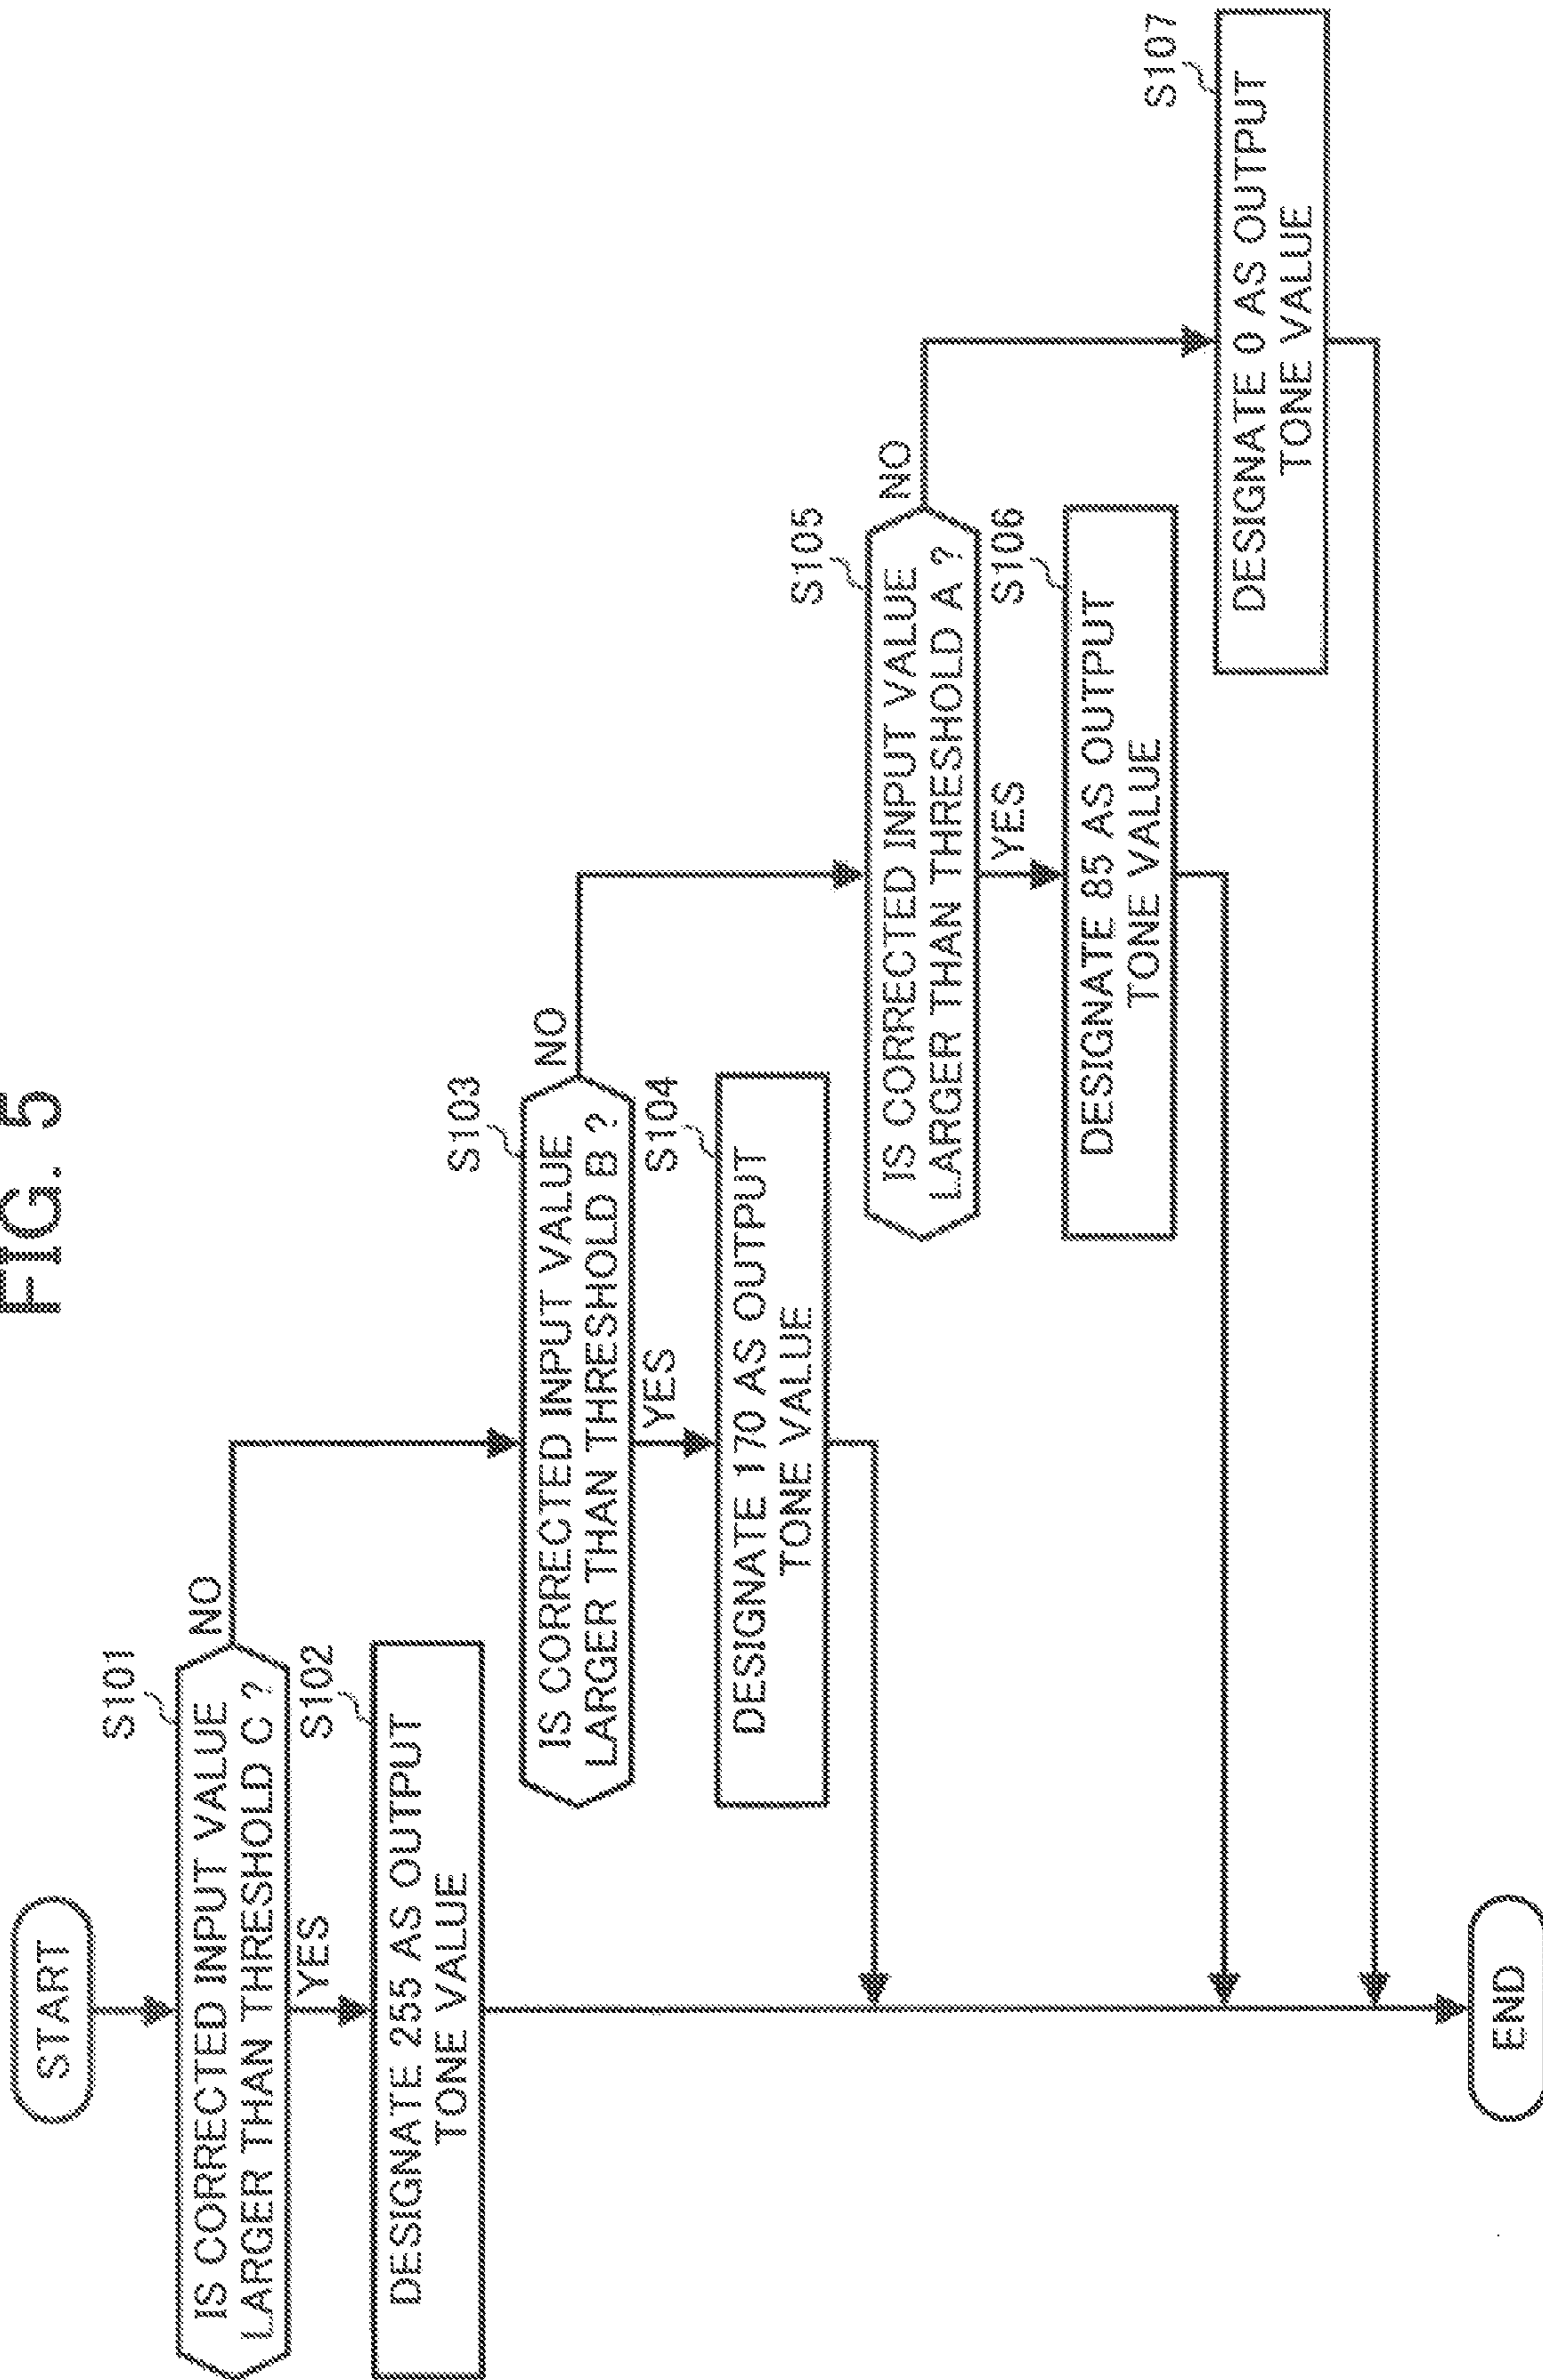 FIG. 5
START
S101
IS CORRECTED INPUT VALUE
LARGER THAN THRESHOLD C ?
NO
YES
S102
DESIGNATE 255 AS OUTPUT
TONE VALUE
S103
IS CORRECTED INPUT VALUE
LARGER THAN THRESHOLD B ?
NO
YES
S104
DESIGNATE 170 AS OUTPUT
TONE VALUE
S105
IS CORRECTED INPUT VALUE
LARGER THAN THRESHOLD A ?
NO
YES
S106
DESIGNATE 85 AS OUTPUT
TONE VALUE
S107
DESIGNATE 0 AS OUTPUT
TONE VALUE
END